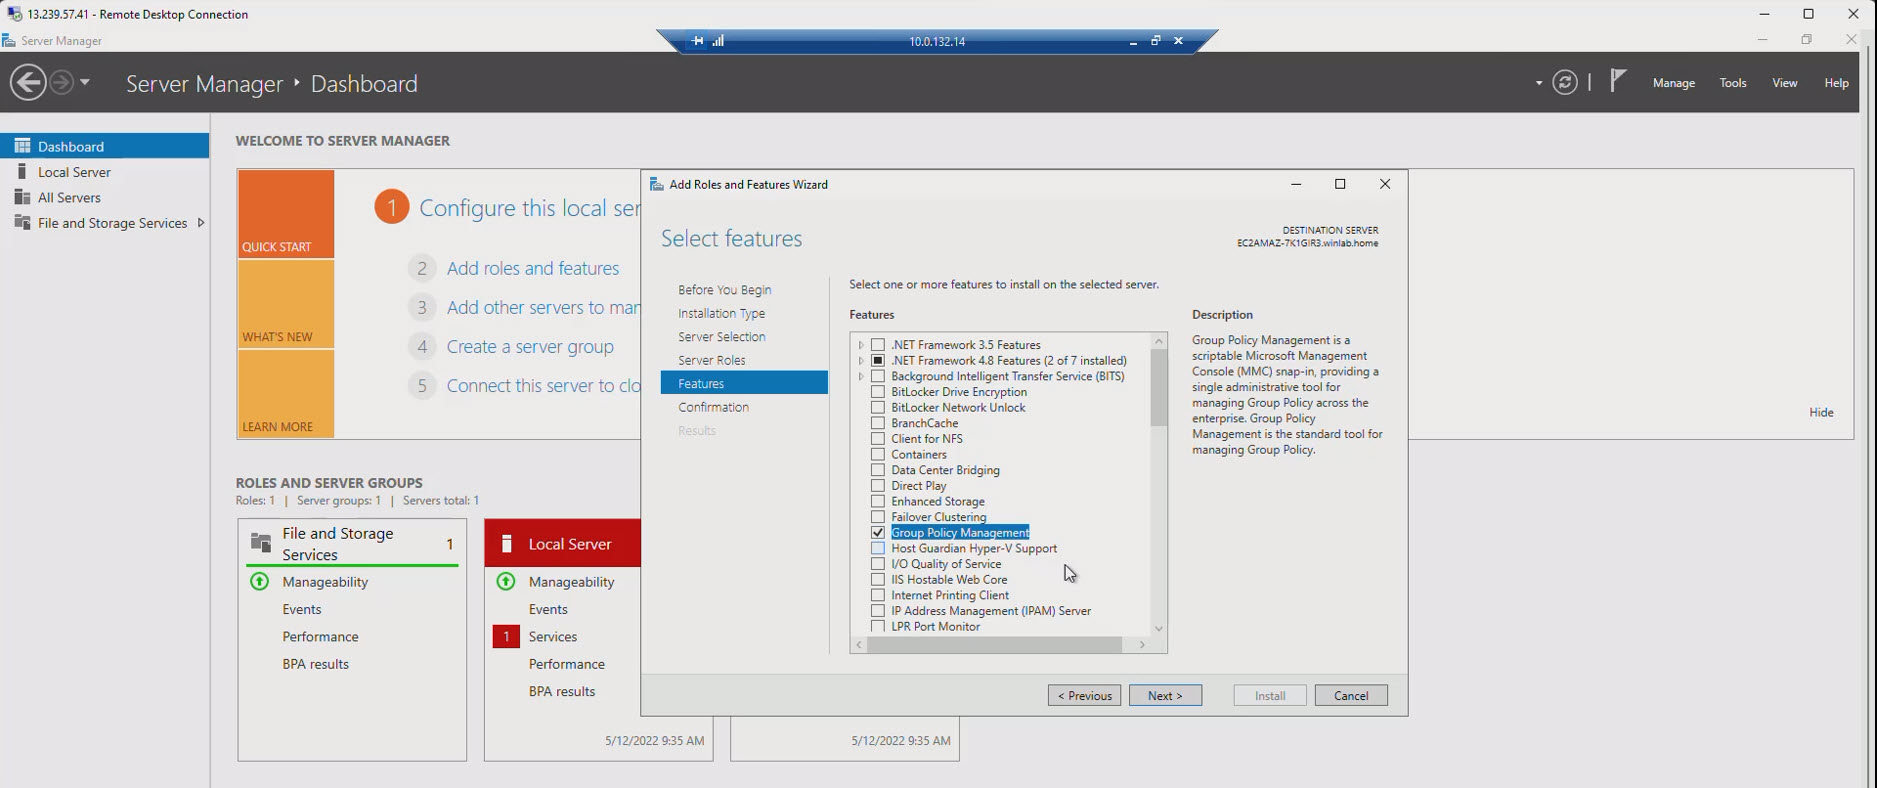 13.239.57.41 - Remote Desktop Connection
Server Manager
10.0.132.14
Server Manager ‣ Dashboard
Manage
Tools
View
Help
Dashboard
Local Server
All Servers
File and Storage Services
WELCOME TO SERVER MANAGER
QUICK START
WHAT'S NEW
LEARN MORE
1 Configure this local ser
2 Add roles and features
3 Add other servers to man
4 Create a server group
5 Connect this server to clo
Hide
ROLES AND SERVER GROUPS
Roles: 1 | Server groups: 1 | Servers total: 1
File and Storage
Services
1
Manageability
Events
Performance
BPA results
Local Server
Manageability
Events
1 Services
Performance
BPA results
5/12/2022 9:35 AM
5/12/2022 9:35 AM
Add Roles and Features Wizard
Select features
DESTINATION SERVER
EC2AMAZ-7K1GIR3.winlab.home
Before You Begin
Installation Type
Server Selection
Server Roles
Features
Confirmation
Results
Select one or more features to install on the selected server.
Features
.NET Framework 3.5 Features
.NET Framework 4.8 Features (2 of 7 installed)
Background Intelligent Transfer Service (BITS)
BitLocker Drive Encryption
BitLocker Network Unlock
BranchCache
Client for NFS
Containers
Data Center Bridging
Direct Play
Enhanced Storage
Failover Clustering
Group Policy Management
Host Guardian Hyper-V Support
I/O Quality of Service
IIS Hostable Web Core
Internet Printing Client
IP Address Management (IPAM) Server
LPR Port Monitor
Description
Group Policy Management is a
scriptable Microsoft Management
Console (MMC) snap-in, providing a
single administrative tool for
managing Group Policy across the
enterprise. Group Policy
Management is the standard tool for
managing Group Policy.
< Previous
Next >
Install
Cancel